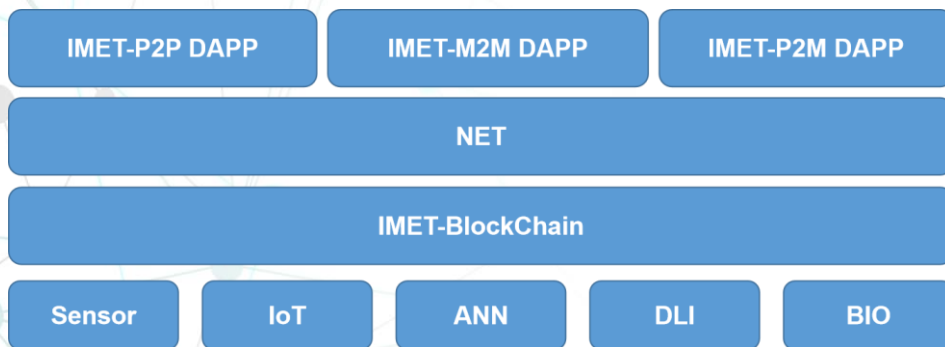 IMET-P2P DAPP IMET-M2M DAPP IMET-P2M DAPP
NET
IMET-BlockChain
Sensor IoT ANN DLI BIO